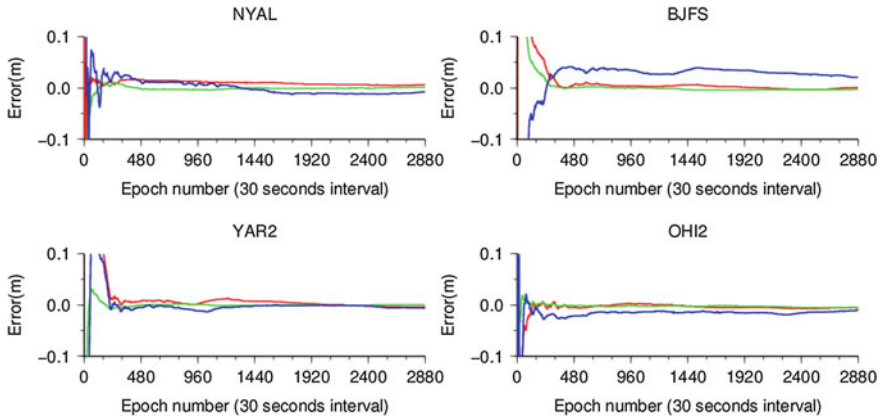 NYAL
Error(m)
0.1
0.0
−0.1
0 480 960 1440 1920 2400 2880
Epoch number (30 seconds interval)
BJFS
Error(m)
0.1
0.0
−0.1
0 480 960 1440 1920 2400 2880
Epoch number (30 seconds interval)
YAR2
Error(m)
0.1
0.0
−0.1
0 480 960 1440 1920 2400 2880
Epoch number (30 seconds interval)
OHI2
Error(m)
0.1
0.0
−0.1
0 480 960 1440 1920 2400 2880
Epoch number (30 seconds interval)